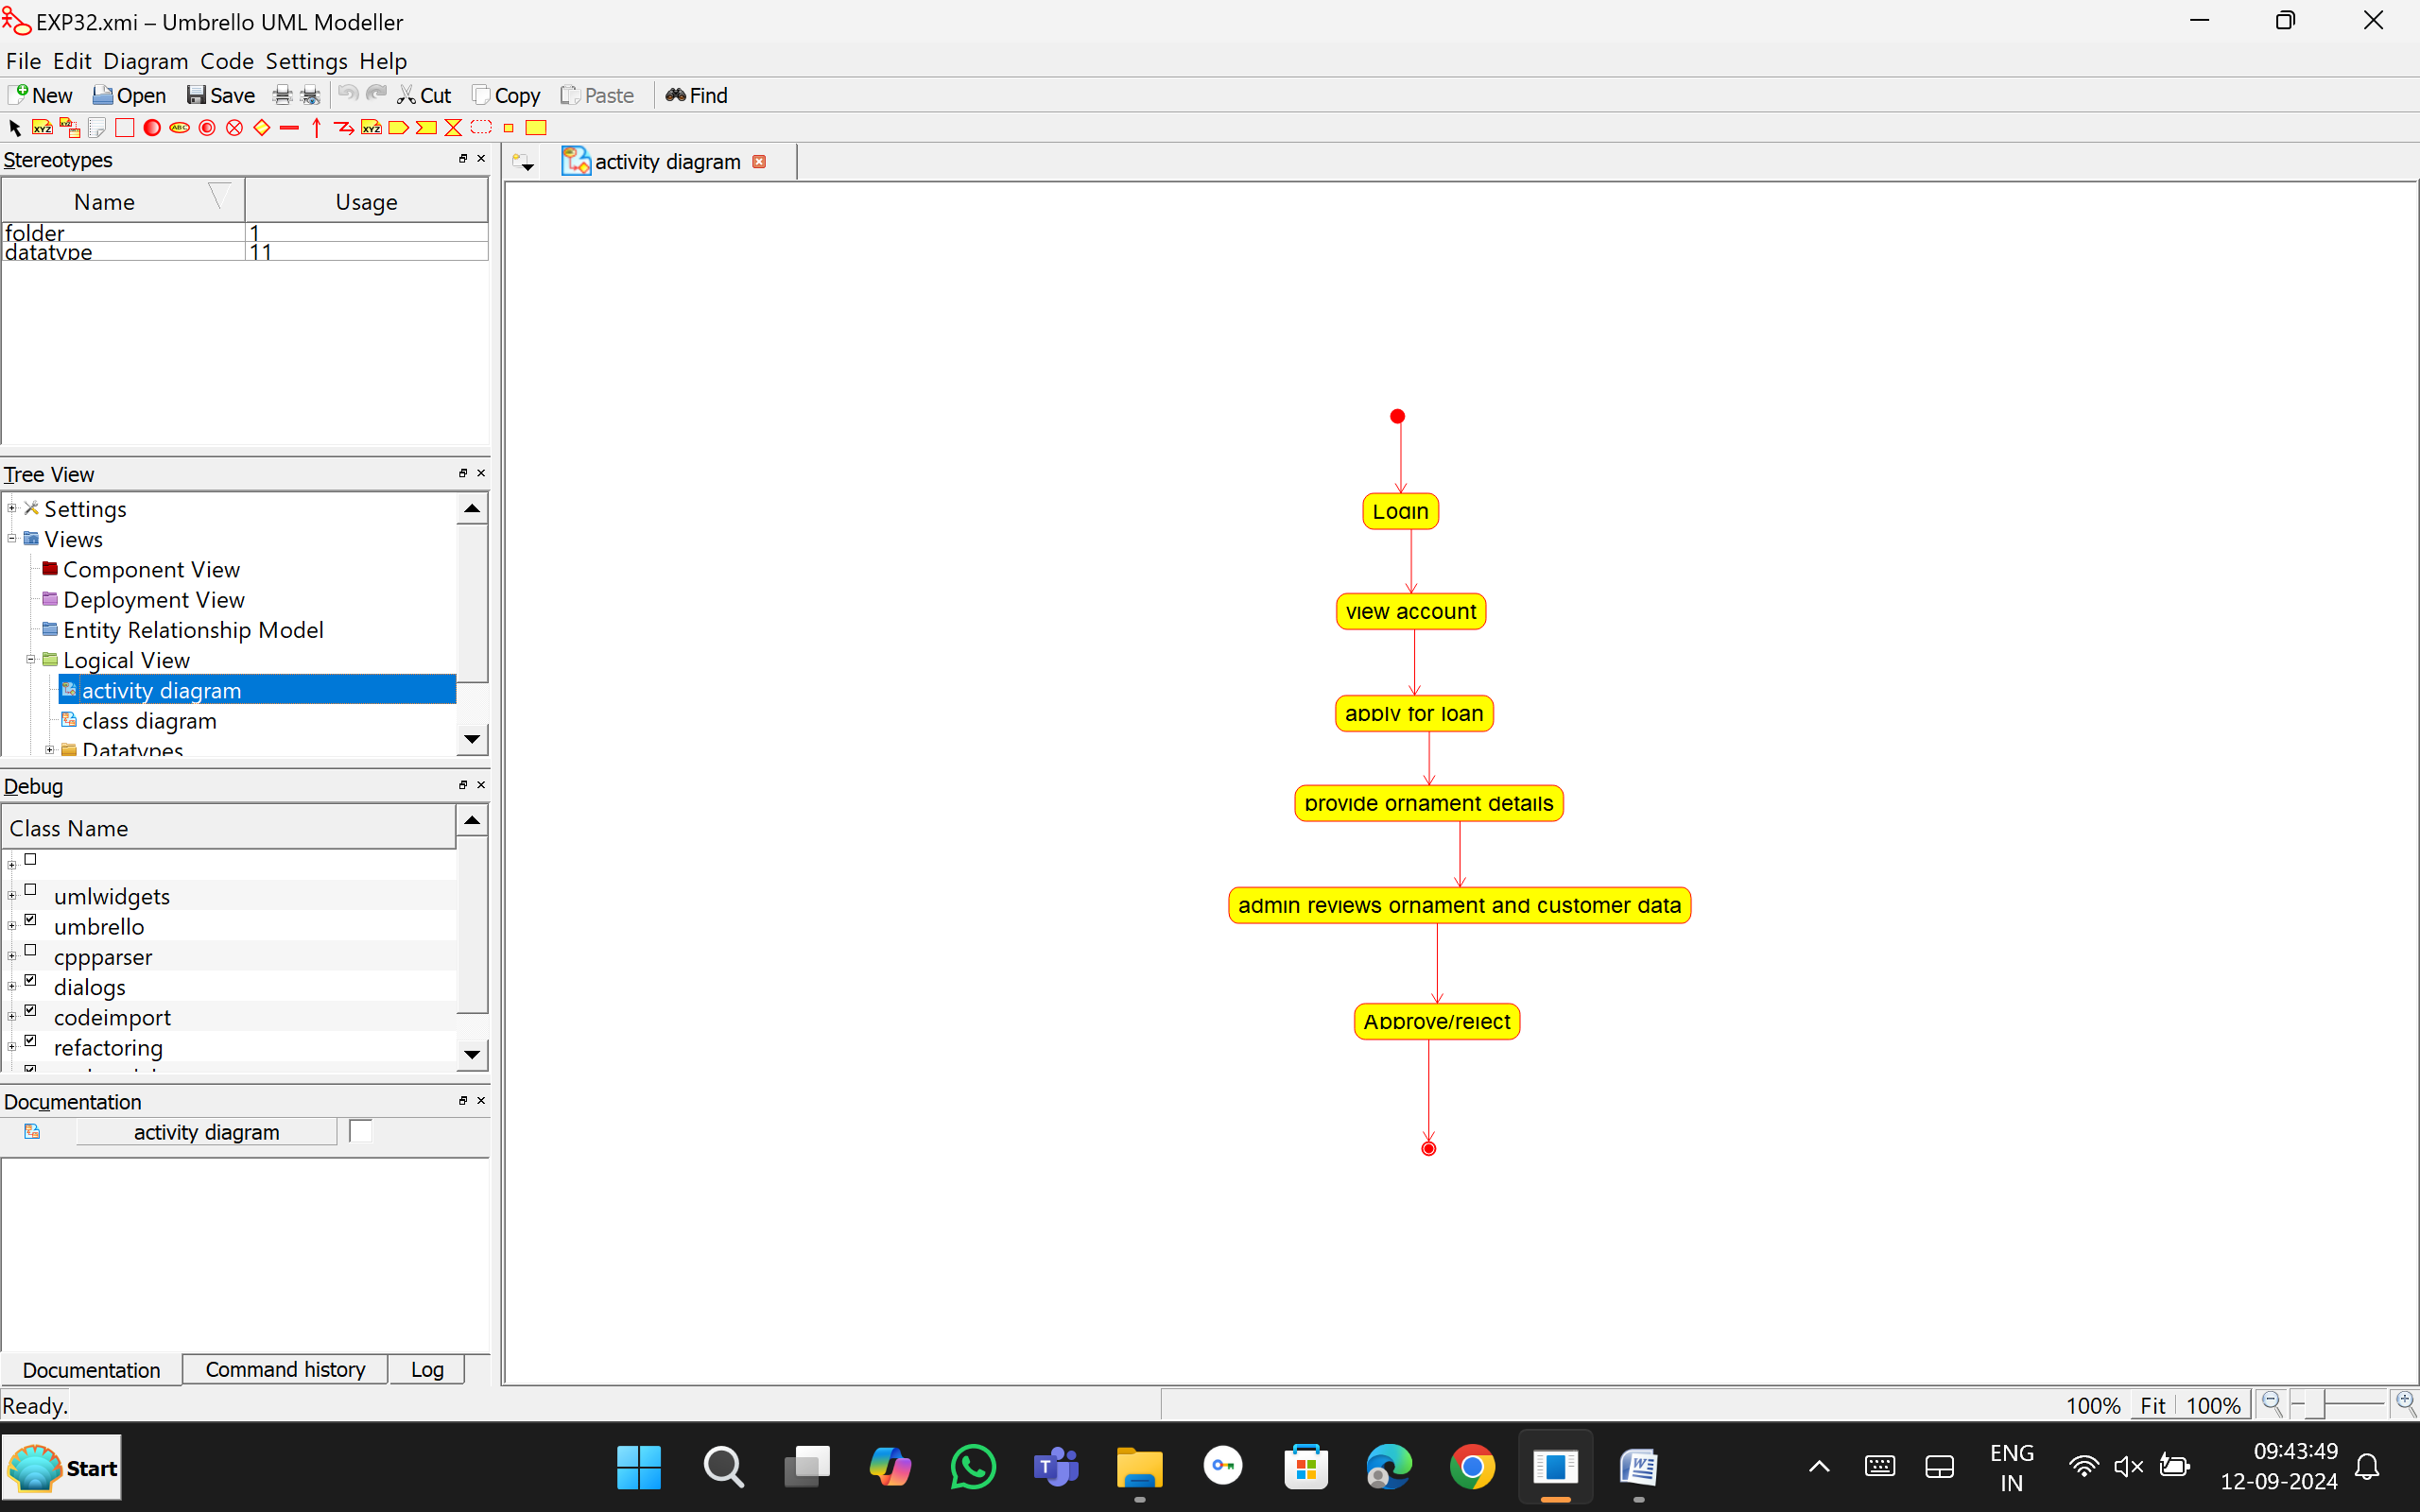 EXP32.xmi – Umbrello UML Modeller
File Edit Diagram Code Settings Help
New Open Save Cut Copy Paste Find
Stereotypes
Name Usage
folder 1
datatype 11
activity diagram
Tree View
Settings
Views
Component View
Deployment View
Entity Relationship Model
Logical View
activity diagram
class diagram
Datatypes
Debug
Class Name
umlwidgets
umbrello
cppparser
dialogs
codeimport
refactoring
Documentation
activity diagram
Documentation Command history Log
Login
view account
apply for loan
provide ornament details
admin reviews ornament and customer data
Approve/reject
Ready.
100% Fit 100%
Start
ENG
IN
09:43:49
12-09-2024